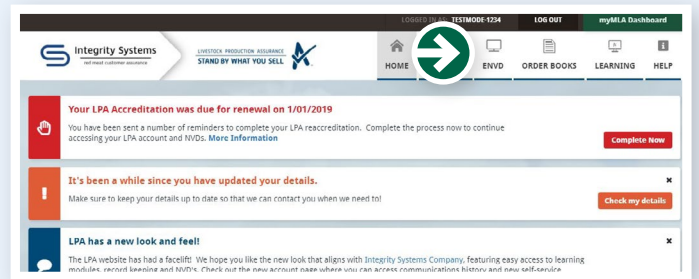 LOGGED IN AS: TESTMODE-1234 LOG OUT myMLA Dashboard
Integrity Systems
red meat customer assurance
LIVESTOCK PRODUCTION ASSURANCE
STAND BY WHAT YOU SELL
HOME ENVD ORDER BOOKS LEARNING HELP
Your LPA Accreditation was due for renewal on 1/01/2019
You have been sent a number of reminders to complete your LPA reaccreditation. Complete the process now to continue
accessing your LPA account and NVDs. More Information
Complete Now
It's been a while since you have updated your details.
Make sure to keep your details up to date so that we can contact you when we need to!
Check my details
LPA has a new look and feel!
The LPA website has had a facelift! We hope you like the new look that aligns with Integrity Systems Company, featuring easy access to learning
modules, record keeping and NVD's. Check out the new account page where you can access communications history and new self-service